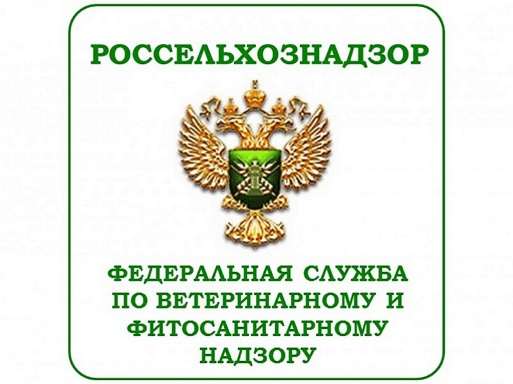 РОССЕЛЬХОЗНАДЗОР
ФЕДЕРАЛЬНАЯ СЛУЖБА
ПО ВЕТЕРИНАРНОМУ И
ФИТОСАНИТАРНОМУ
НАДЗОРУ